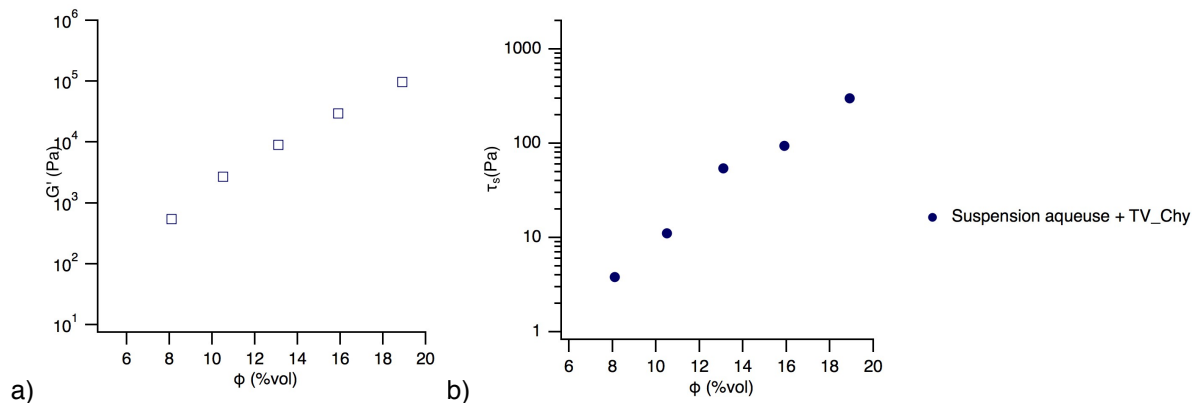 10^6
10^5
10^4
10^3
10^2
10^1
G' (Pa)
6 8 10 12 14 16 18 20
ϕ (%vol)
a)
1000
100
10
1
τ_s(Pa)
6 8 10 12 14 16 18 20
ϕ (%vol)
b)
Suspension aqueuse + TV_Chy